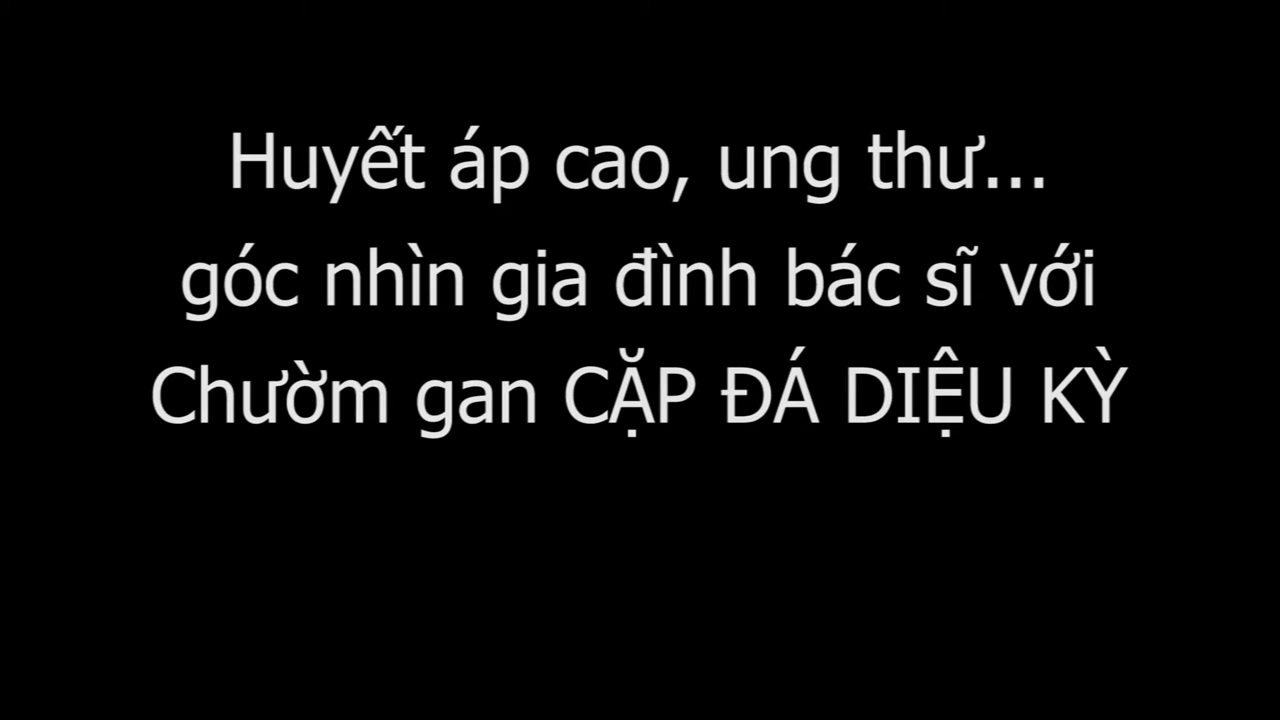 Huyết áp cao, ung thư...
góc nhìn gia đình bác sĩ với
Chườm gan CẶP ĐÁ DIỆU KỲ